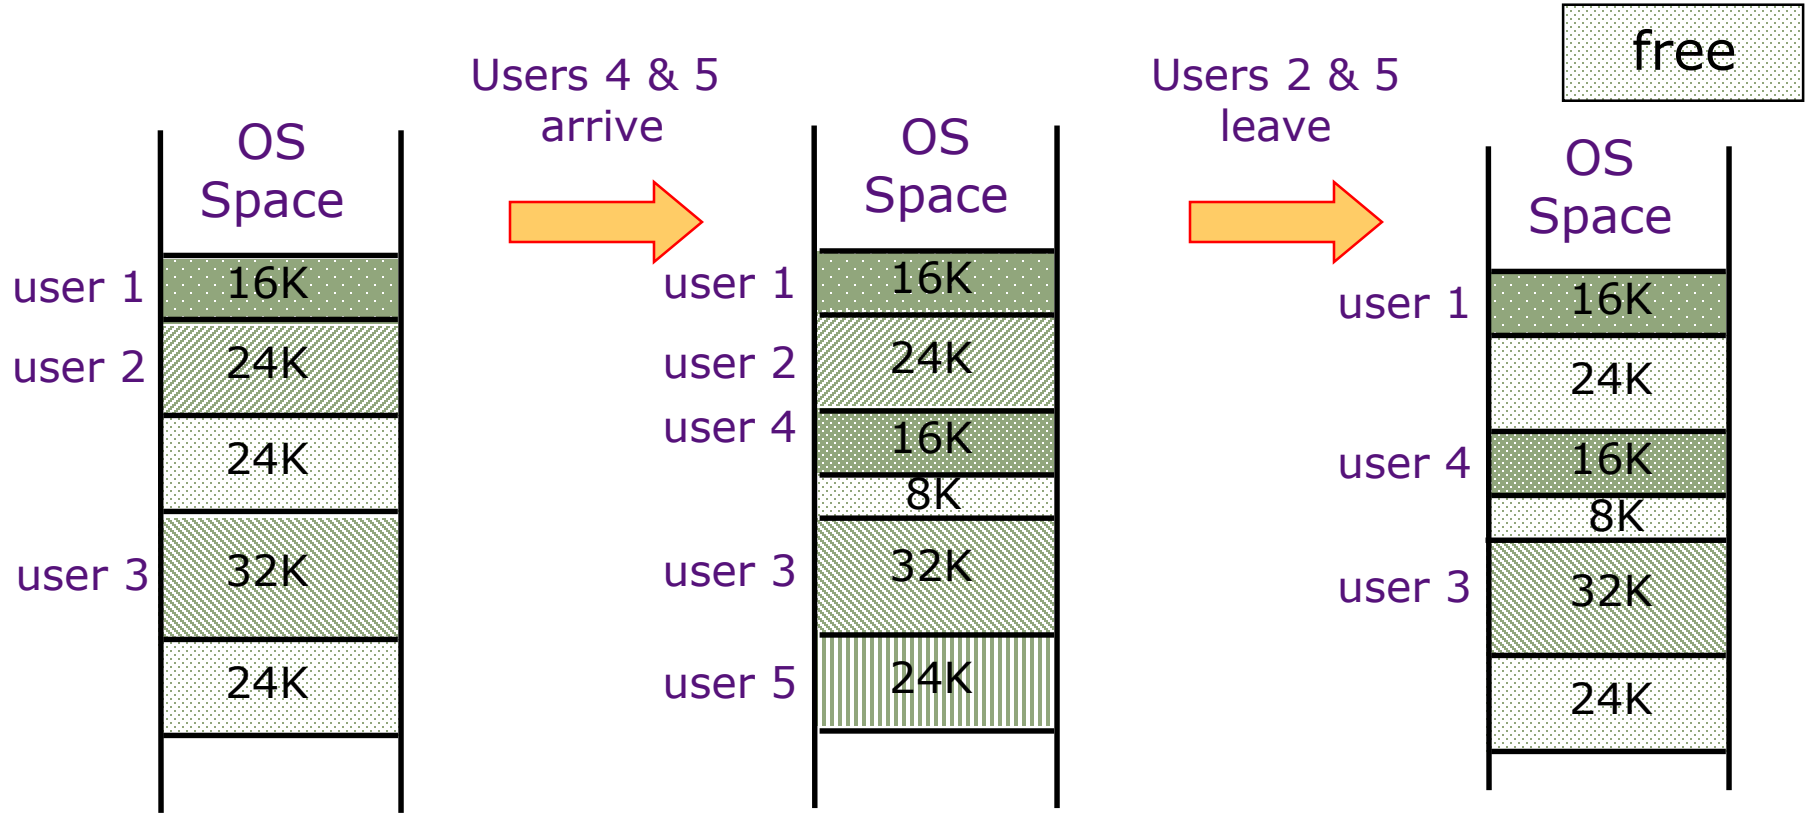 free
Users 4 & 5
arrive
Users 2 & 5
leave
OS
Space
user 1
16K
user 2
24K
24K
user 3
32K
24K
OS
Space
user 1
16K
user 2
24K
user 4
16K
8K
user 3
32K
user 5
24K
OS
Space
user 1
16K
24K
user 4
16K
8K
user 3
32K
24K